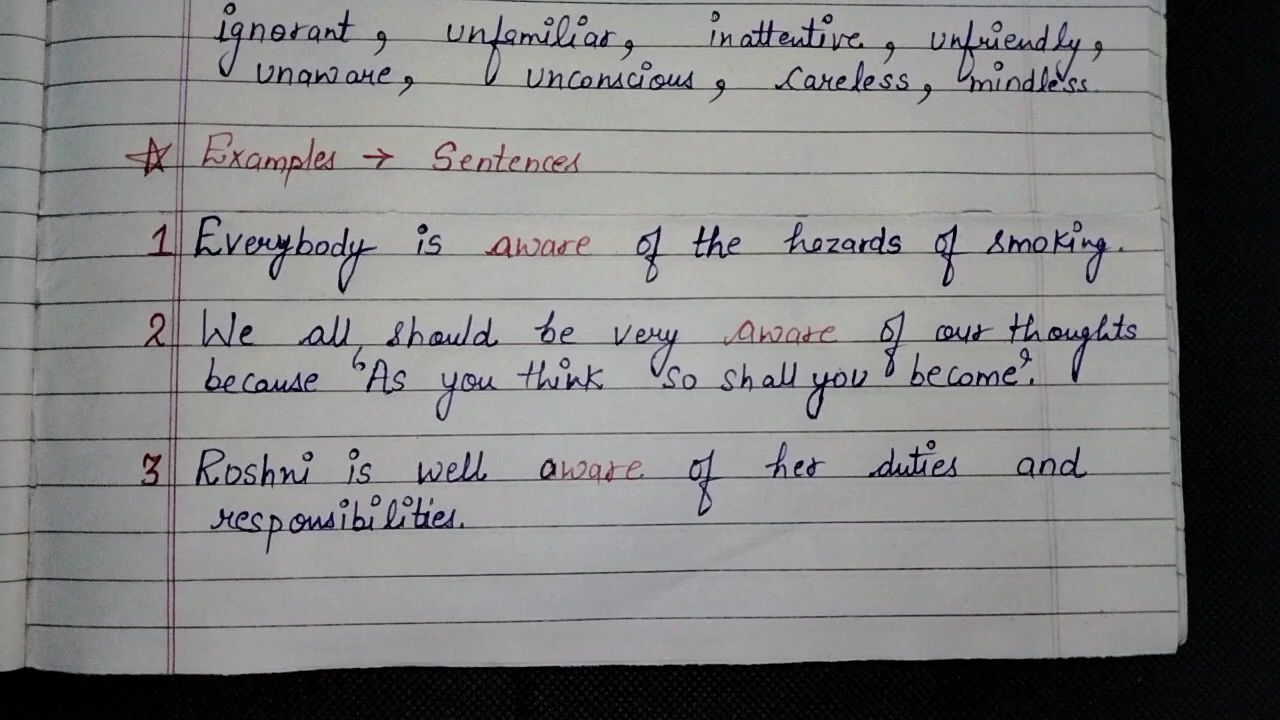 ignorant, unfamiliar, inattentive, unfriendly,
unaware, unconscious, careless, mindless
☆ Examples → Sentences
1 Everybody is aware of the hazards of smoking.
2 We all should be very aware of our thoughts
because ‘As you think so shall you become’.
3 Roshni is well aware of her duties and
responsibilities.